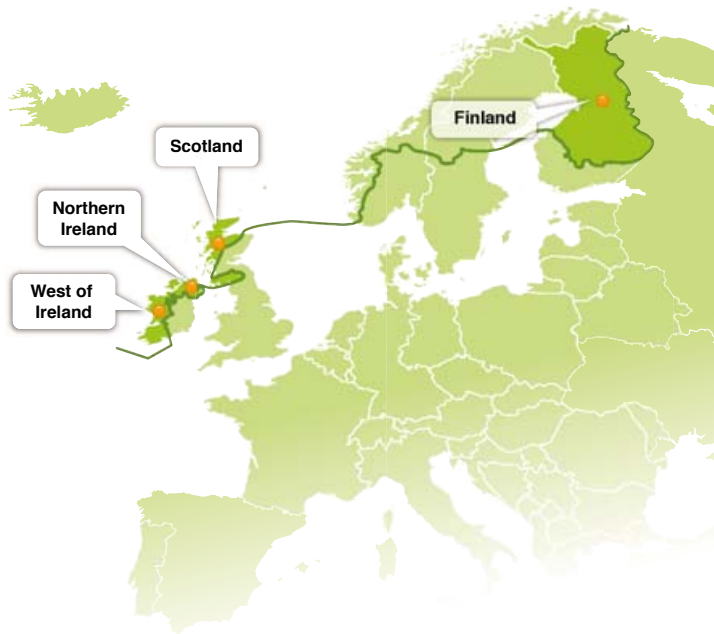 Finland
Scotland
Northern
Ireland
West of
Ireland